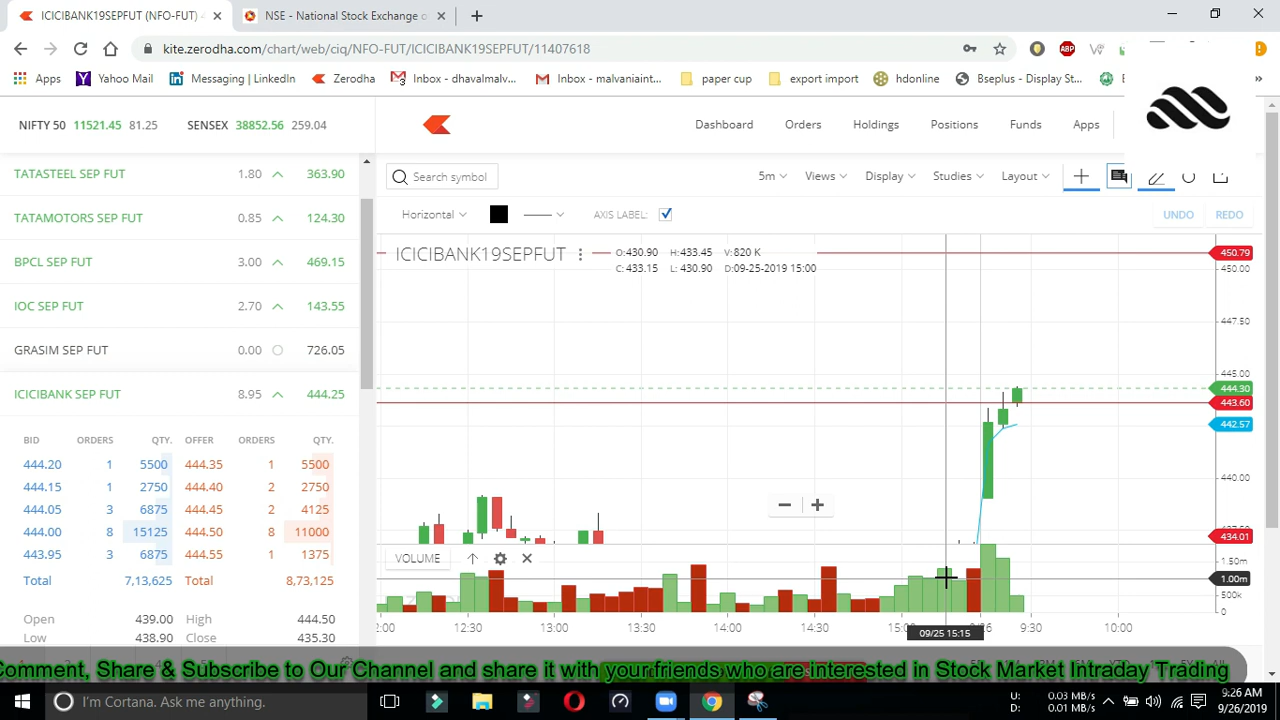 ICICIBANK19SEPFUT (NFO-FUT) 4
NSE - National Stock Exchange o
kite.zerodha.com/chart/web/ciq/NFO-FUT/ICICIBANK19SEPFUT/11407618
ABP
Apps
Yahoo Mail
Messaging | LinkedIn
Zerodha
Inbox - dhavalmalv...
Inbox - malvaniaint...
paper cup
export import
hdonline
Bseplus - Display St...
NIFTY 50 11521.45 81.25
SENSEX 38852.56 259.04
Dashboard
Orders
Holdings
Positions
Funds
Apps
TATASTEEL SEP FUT 1.80 363.90
TATAMOTORS SEP FUT 0.85 124.30
BPCL SEP FUT 3.00 469.15
IOC SEP FUT 2.70 143.55
GRASIM SEP FUT 0.00 726.05
ICICIBANK SEP FUT 8.95 444.25
BID ORDERS QTY. OFFER ORDERS QTY.
444.20 1 5500 444.35 1 5500
444.15 1 2750 444.40 2 2750
444.05 3 6875 444.45 2 4125
444.00 8 15125 444.50 8 11000
443.95 3 6875 444.55 1 1375
Total 7,13,625 Total 8,73,125
Open 439.00 High 444.50
Low 438.90 Close 435.30
Search symbol
5m
Views
Display
Studies
Layout
Horizontal
AXIS LABEL:
UNDO
REDO
ICICIBANK19SEPFUT
O:430.90 H:433.45 V:820 K
C:433.15 L: 430.90 D:09-25-2019 15:00
450.79
450.00
447.50
445.00
444.30
443.60
442.57
440.00
434.01
VOLUME
1.50m
1.00m
500k
0
12:30 13:00 13:30 14:00 14:30 9:30 10:00
09/25 15:15
Comment, Share & Subscribe to Our Channel and share it with your friends who are interested in Stock Market Intraday Trading
I'm Cortana. Ask me anything.
U: 0.03 MB/s
D: 0.01 MB/s
9:26 AM
9/26/2019